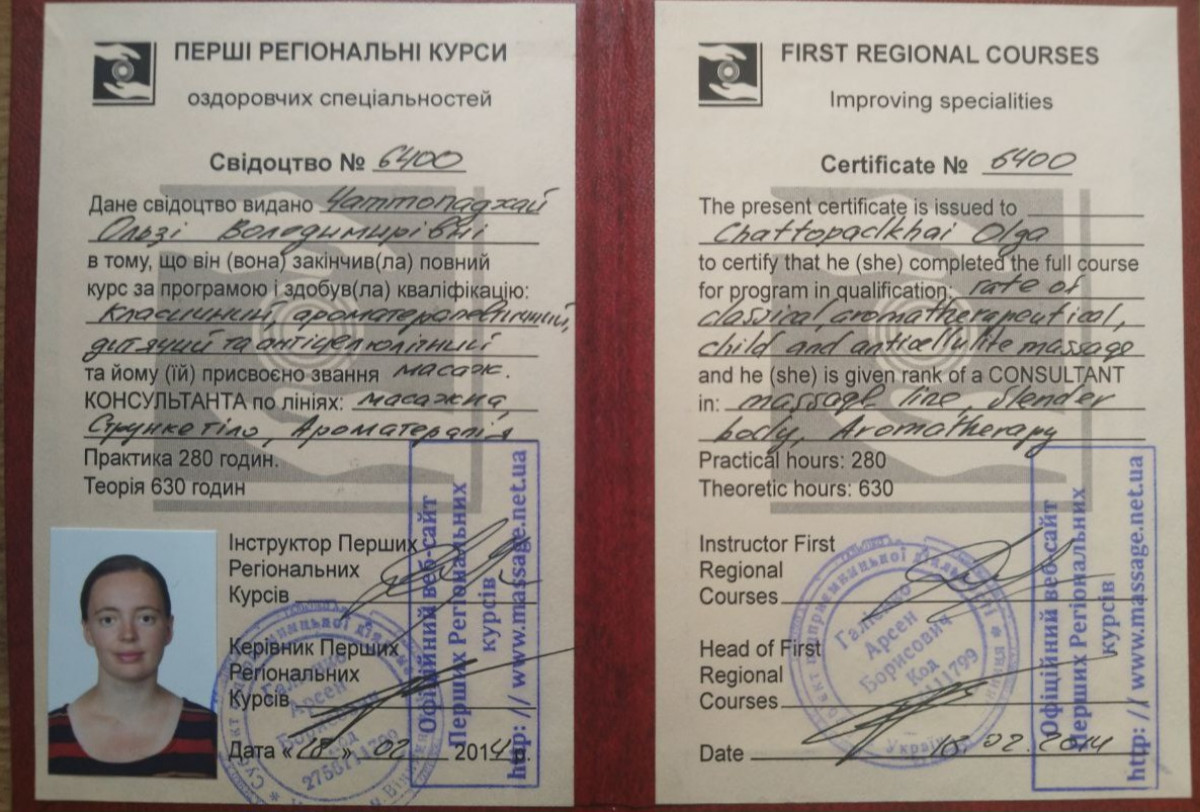 ПЕРШІ РЕГІОНАЛЬНІ КУРСИ
оздоровчих спеціальностей
Свідоцтво № 6400
Дане свідоцтво видано Чаттопадхай
Ользі Володимирівні
в тому, що він (вона) закінчив(ла) повний
курс за програмою і здобув(ла) кваліфікацію:
класичний, ароматерапевтичний,
дитячий та антицелюлітний
та йому (їй) присвоєно звання масаж.
КОНСУЛЬТАНТА по лініях: масажна,
Струнке тіло, Ароматерапія
Практика 280 годин.
Теорія 630 годин
Інструктор Перших
Регіональних
Курсів
Керівник Перших
Регіональних
Курсів
Дата « 18 » 02 2014 р.
Офіційний веб-сайт
Перших Регіональних
курсів
http: // www.massage.net.ua
Арсен
Борисович
Код
FIRST REGIONAL COURSES
Improving specialities
Certificate № 6400
The present certificate is issued to
Chattopadkhai Olga
to certify that he (she) completed the full course
for program in qualification: rate of
classical, aromatherapeutical,
child and anticellulite massage
and he (she) is given rank of a CONSULTANT
in: massage line, Slender
body, Aromatherapy
Practical hours: 280
Theoretic hours: 630
Instructor First
Regional
Courses
Head of First
Regional
Courses
Date 18. 02. 2014
Офіційний веб-сайт
Перших Регіональних
курсів
http: // www.massage.net.ua
Арсен
Борисович
Код
Україна